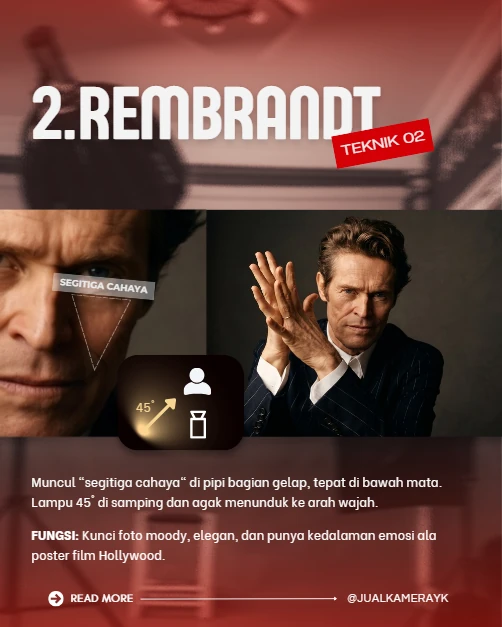 2.REMBRANDT
TEKNIK 02
SEGITIGA CAHAYA
45°
Muncul "segitiga cahaya" di pipi bagian gelap, tepat di bawah mata.
Lampu 45° di samping dan agak menunduk ke arah wajah.
FUNGSI: Kunci foto moody, elegan, dan punya kedalaman emosi ala
poster film Hollywood.
READ MORE
@JUALKAMERAYK